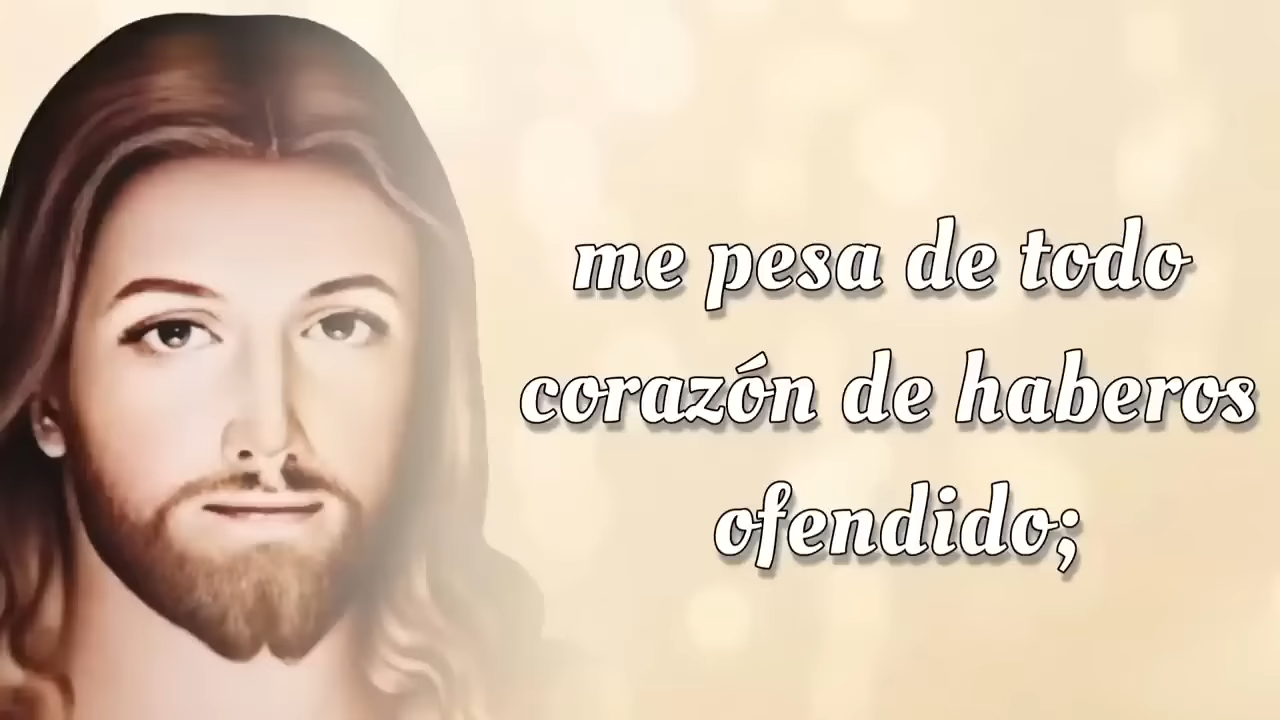 me pesa de todo
corazón de haberos
ofendido;